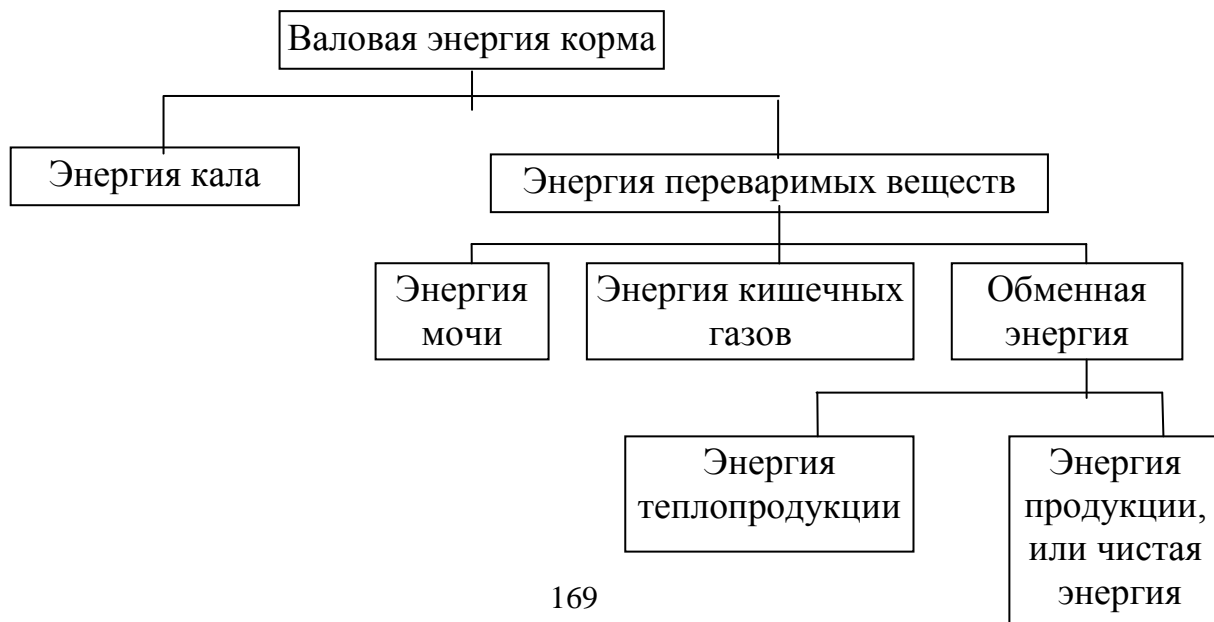 Валовая энергия корма
Энергия кала
Энергия переваримых веществ
Энергия
мочи
Энергия кишечных
газов
Обменная
энергия
Энергия
теплопродукции
Энергия
продукции,
или чистая
энергия
169